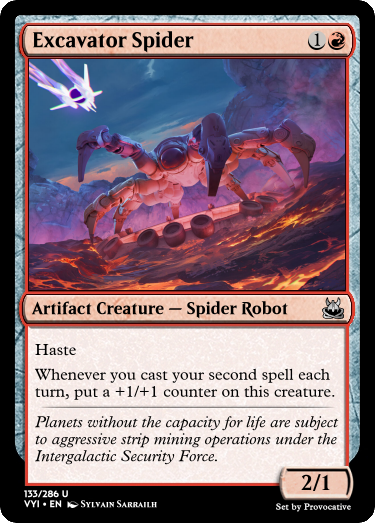 Excavator Spider 1
Artifact Creature — Spider Robot
Haste
Whenever you cast your second spell each
turn, put a +1/+1 counter on this creature.
Planets without the capacity for life are subject
to aggressive strip mining operations under the
Intergalactic Security Force.
2/1
133/286 U
VYI • EN Sylvain Sarrailh
Set by Provocative